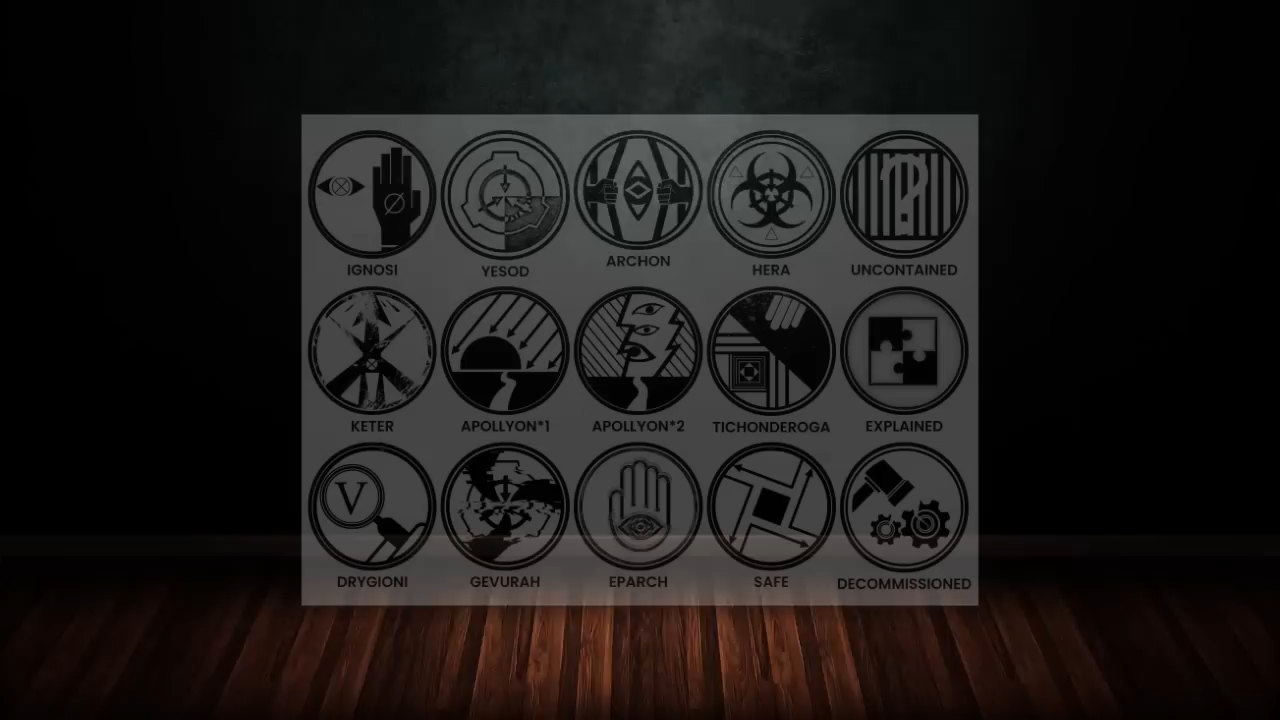 IGNOSI
YESOD
ARCHON
HERA
UNCONTAINED
KETER
APOLLYON*1
APOLLYON*2
TICHONDEROGA
EXPLAINED
V
DRYGIONI
GEVURAH
EPARCH
SAFE
DECOMMISSIONED